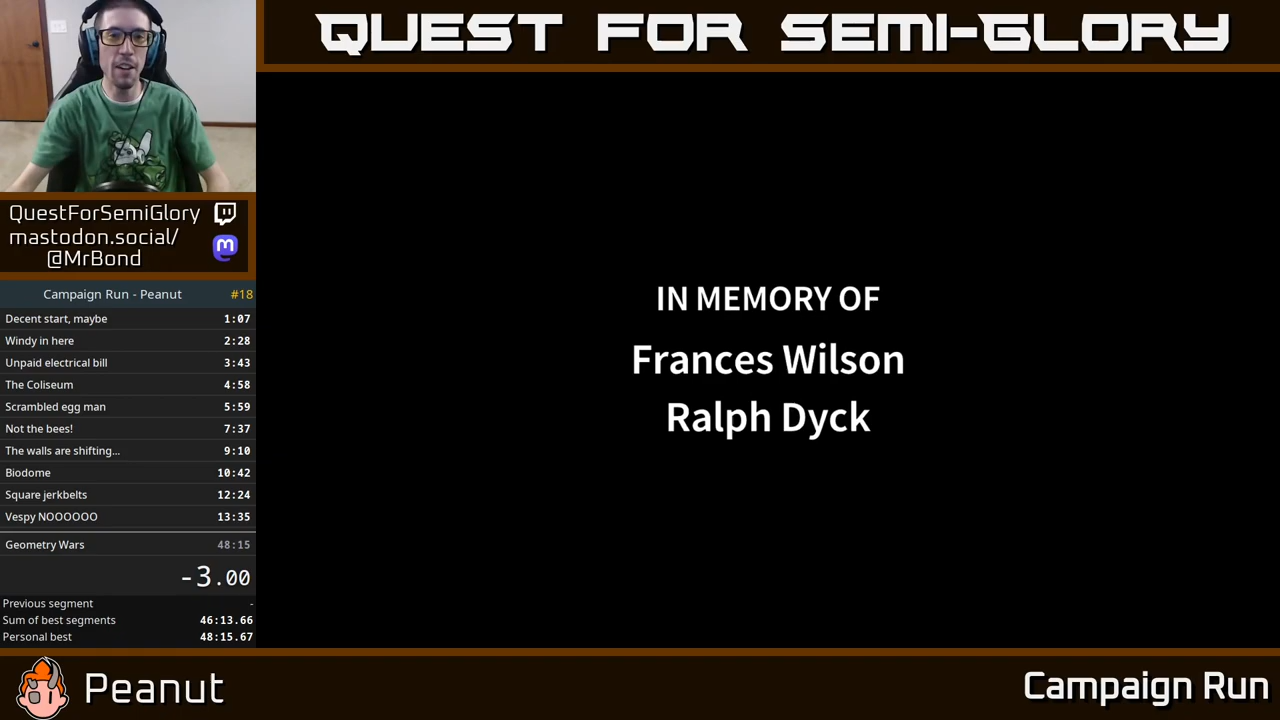 QUEST FOR SEMI-GLORY
QuestForSemiGlory
mastodon.social/
@MrBond
Campaign Run - Peanut #18
Decent start, maybe 1:07
Windy in here 2:28
Unpaid electrical bill 3:43
The Coliseum 4:58
Scrambled egg man 5:59
Not the bees! 7:37
The walls are shifting... 9:10
Biodome 10:42
Square jerkbelts 12:24
Vespy NOOOOOO 13:35
Geometry Wars 48:15
-3.00
Previous segment -
Sum of best segments 46:13.66
Personal best 48:15.67
IN MEMORY OF
Frances Wilson
Ralph Dyck
Peanut
Campaign Run